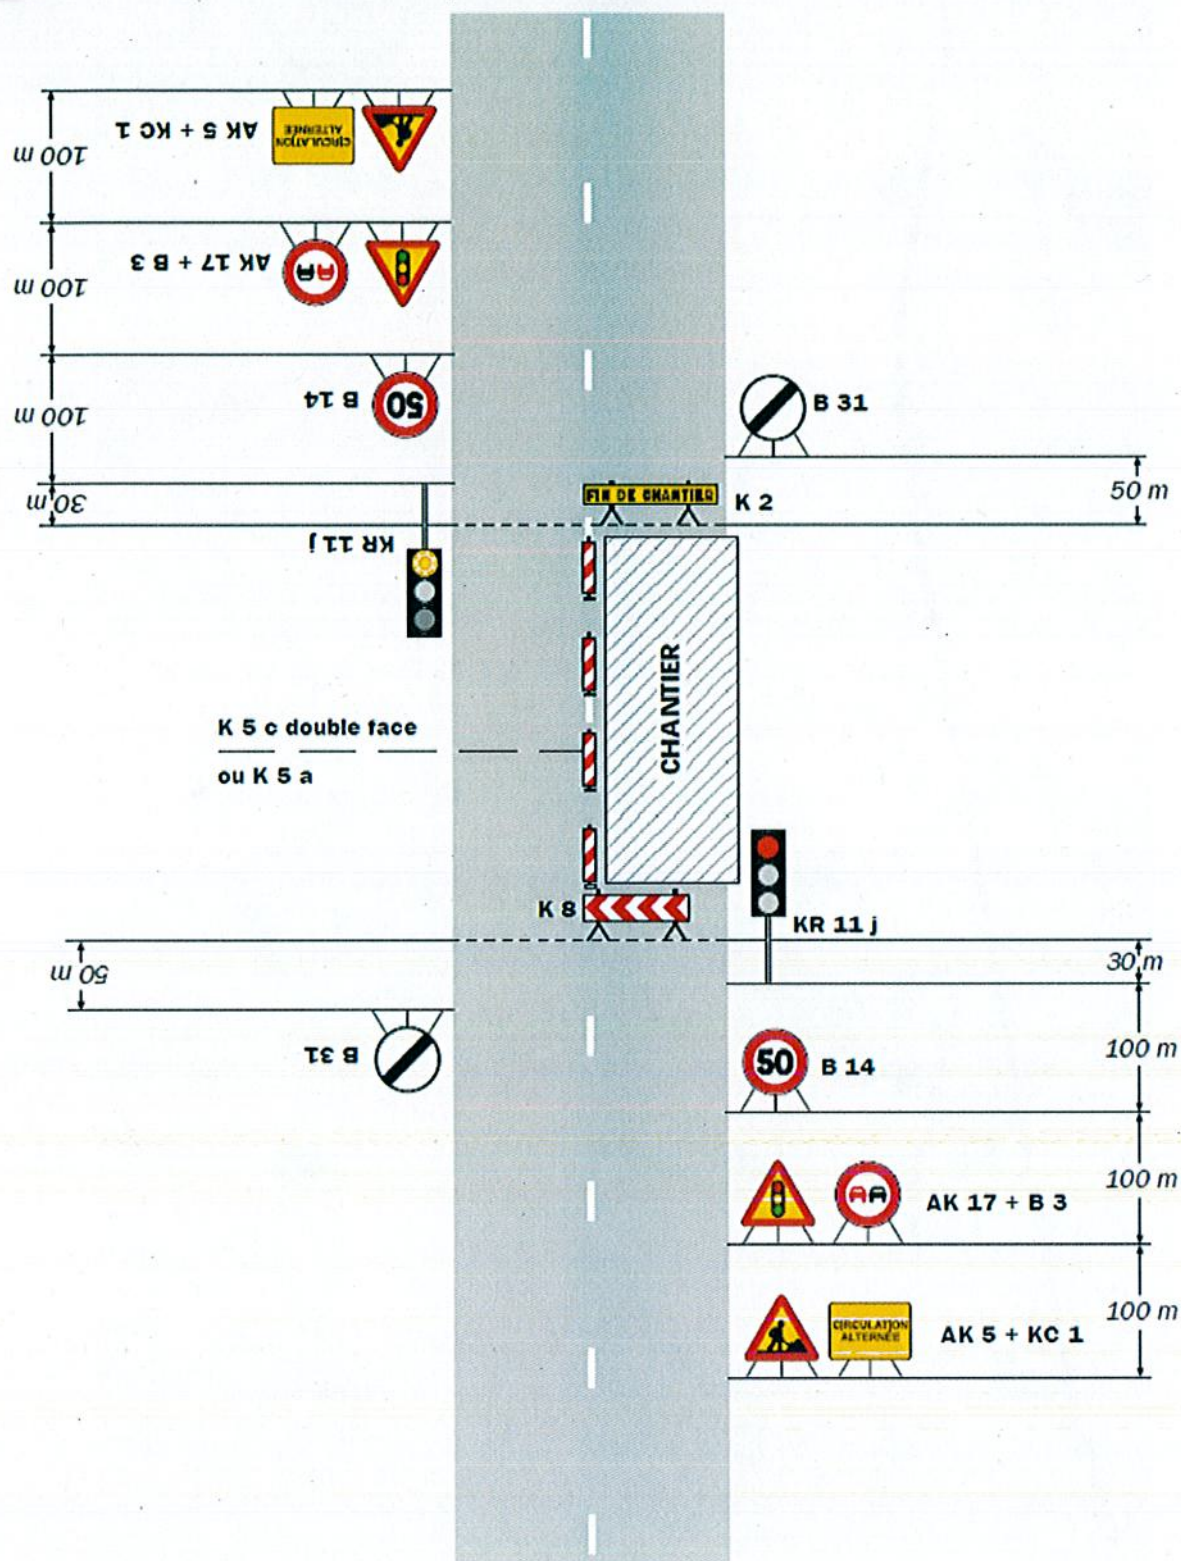 AK 5 + KC 1
CIRCULATION
ALTERNÉE
100 m
AK 17 + B 3
100 m
B 14
50
100 m
B 31
30 m
FIN DE CHANTIER
K 2
50 m
KR 11 j
CHANTIER
K 5 c double face
ou K 5 a
K 8
KR 11 j
50 m
30 m
B 31
50
B 14
100 m
AK 17 + B 3
100 m
CIRCULATION
ALTERNÉE
AK 5 + KC 1
100 m